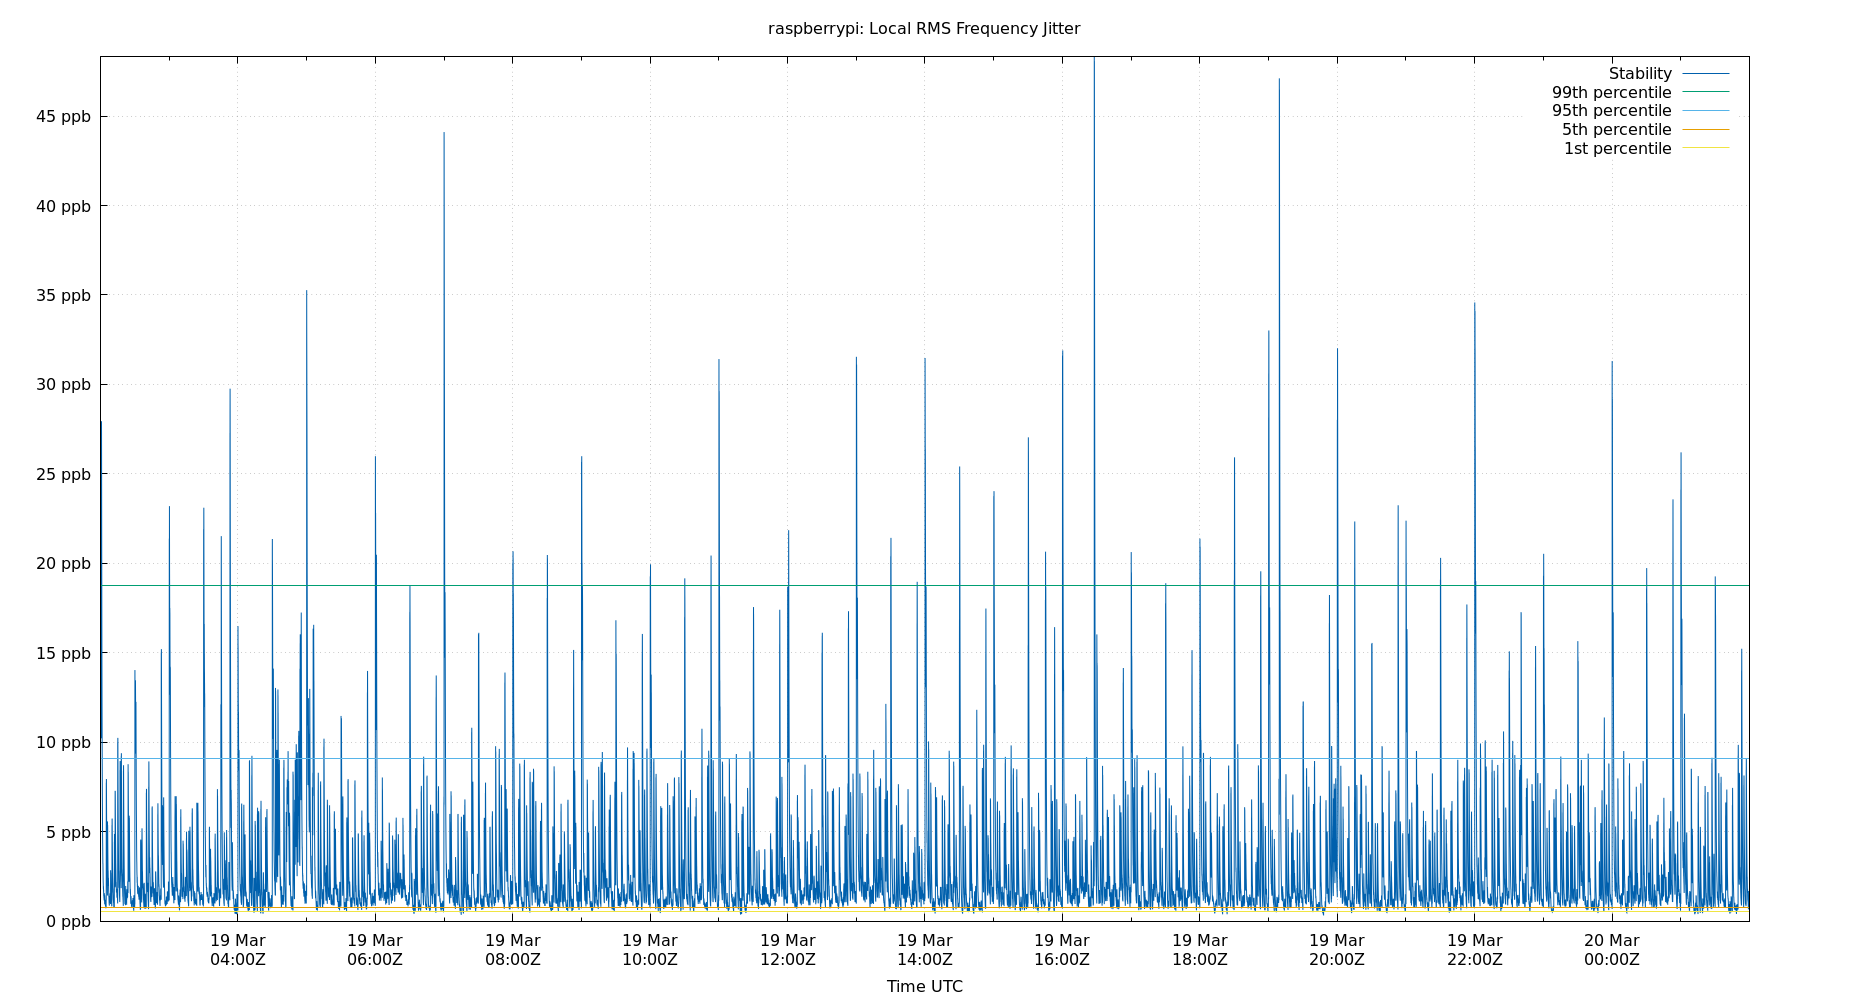 raspberrypi: Local RMS Frequency Jitter
Stability
99th percentile
95th percentile
5th percentile
1st percentile
45 ppb
40 ppb
35 ppb
30 ppb
25 ppb
20 ppb
15 ppb
10 ppb
5 ppb
0 ppb
19 Mar 19 Mar 19 Mar 19 Mar 19 Mar 19 Mar 19 Mar 19 Mar 19 Mar 19 Mar 20 Mar
04:00Z 06:00Z 08:00Z 10:00Z 12:00Z 14:00Z 16:00Z 18:00Z 20:00Z 22:00Z 00:00Z
Time UTC